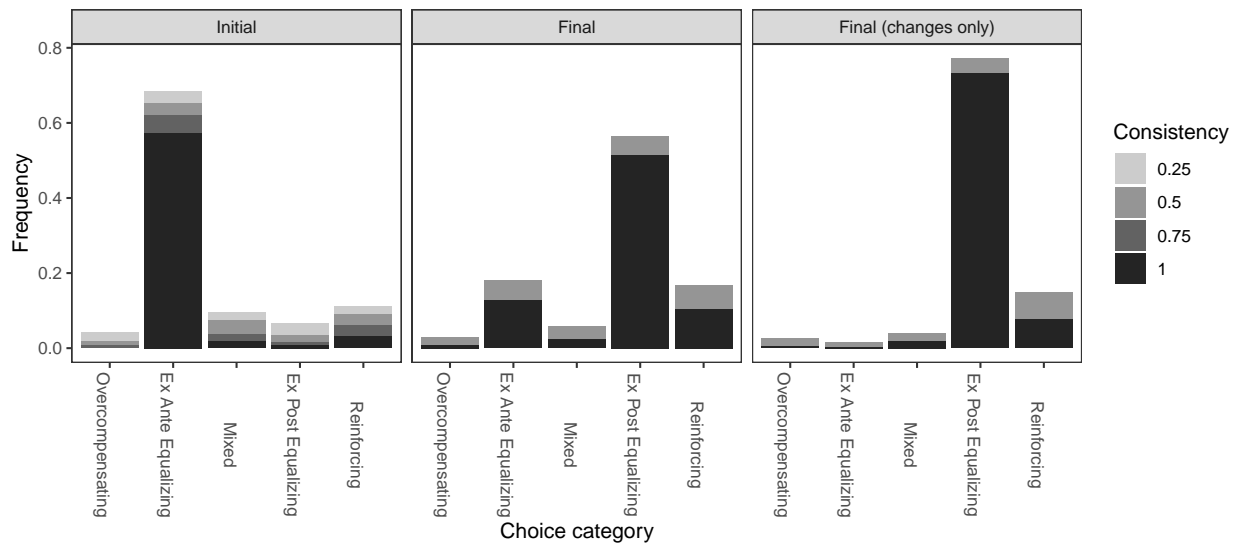 Initial
Final
Final (changes only)
Frequency
0.8
0.6
0.4
0.2
0.0
Overcompensating
Ex Ante Equalizing
Mixed
Ex Post Equalizing
Reinforcing
Overcompensating
Ex Ante Equalizing
Mixed
Ex Post Equalizing
Reinforcing
Overcompensating
Ex Ante Equalizing
Mixed
Ex Post Equalizing
Reinforcing
Choice category
Consistency
0.25
0.5
0.75
1